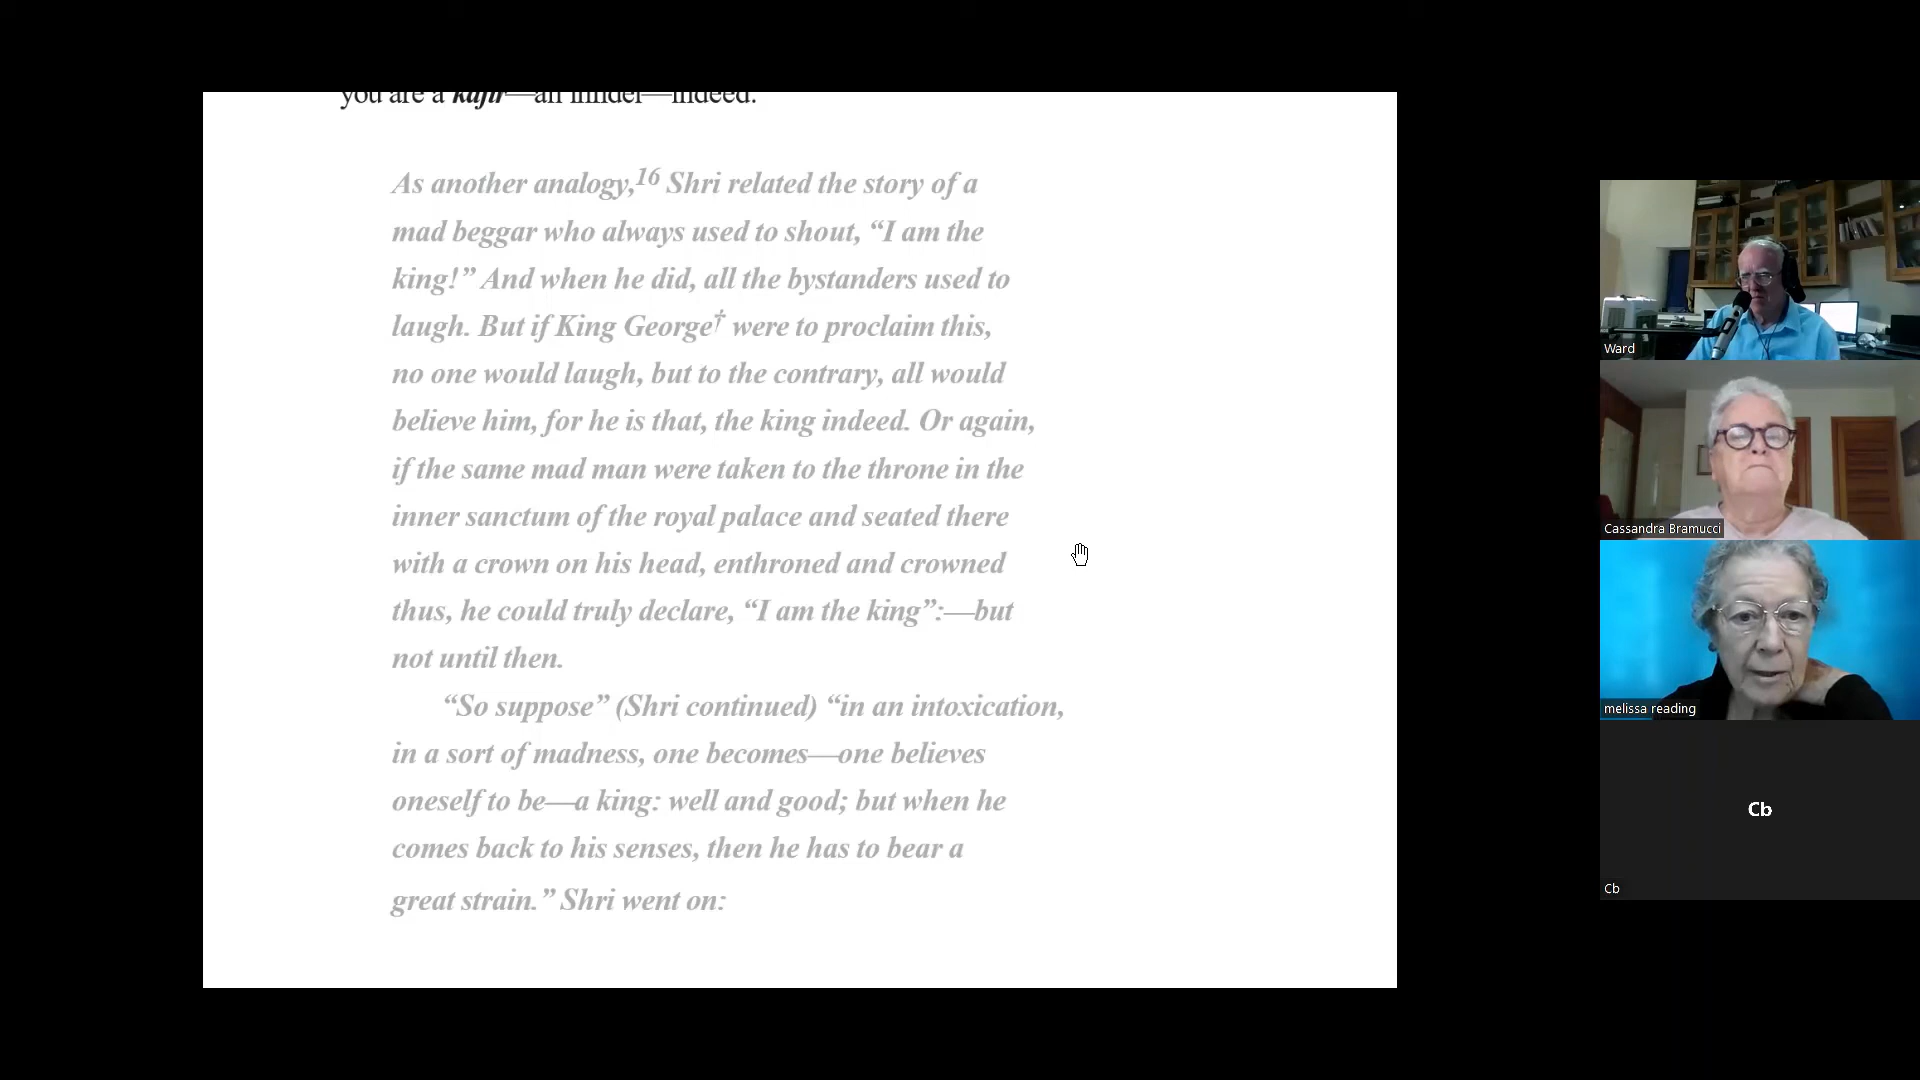 you are a kafir—an infidel—indeed.
As another analogy,16 Shri related the story of a
mad beggar who always used to shout, “I am the
king!” And when he did, all the bystanders used to
laugh. But if King George† were to proclaim this,
no one would laugh, but to the contrary, all would
believe him, for he is that, the king indeed. Or again,
if the same mad man were taken to the throne in the
inner sanctum of the royal palace and seated there
with a crown on his head, enthroned and crowned
thus, he could truly declare, “I am the king”:—but
not until then.
“So suppose” (Shri continued) “in an intoxication,
in a sort of madness, one becomes—one believes
oneself to be—a king: well and good; but when he
comes back to his senses, then he has to bear a
great strain.” Shri went on:
Ward
Cassandra Bramucci
melissa reading
Cb
Cb